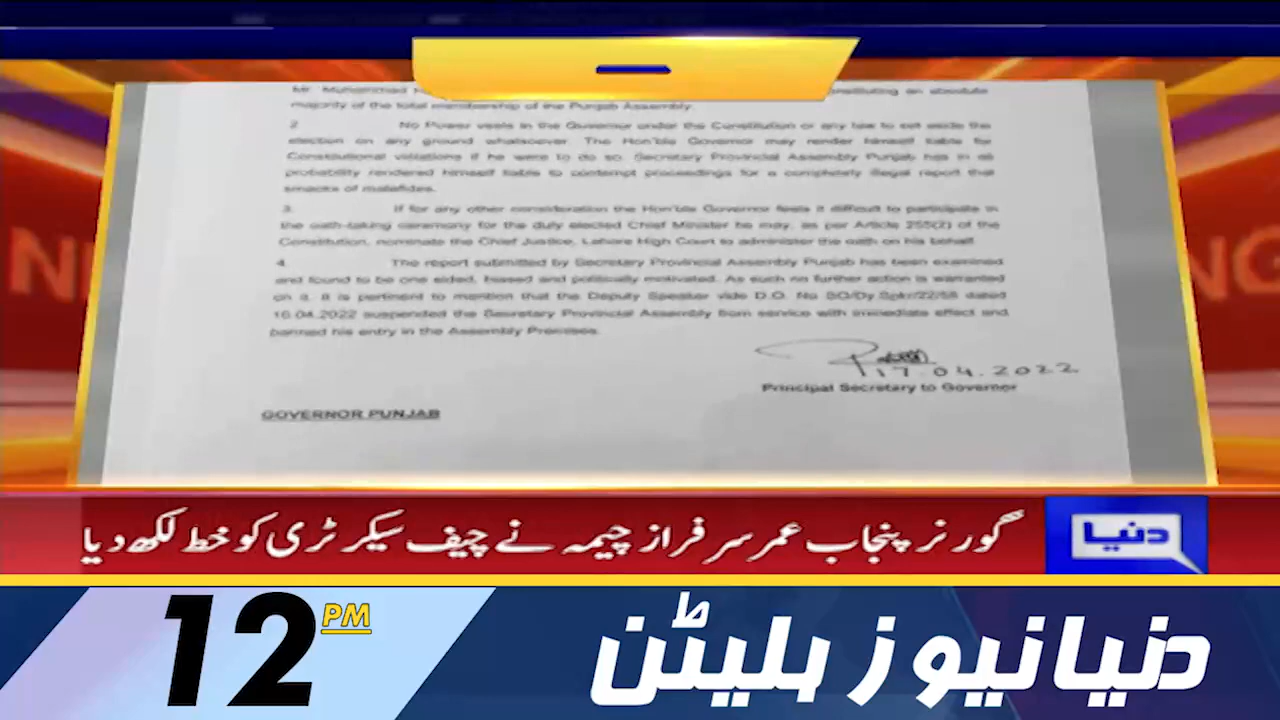 Mr. Muhammad
constituting an absolute
majority of the total membership of the Punjab Assembly.
2. No Power vests in the Governor under the Constitution or any law to set aside the
election on any ground whatsoever. The Hon'ble Governor may render himself liable for
Constitutional violations if he were to do so. Secretary Provincial Assembly Punjab has in all
probability rendered himself liable to contempt proceedings for a completely illegal report that
smacks of malafides.
3. If for any other consideration the Hon'ble Governor feels it difficult to participate in
the oath-taking ceremony for the duly elected Chief Minister he may, as per Article 255(2) of the
Constitution, nominate the Chief Justice, Lahore High Court to administer the oath on his behalf.
4. The report submitted by Secretary Provincial Assembly Punjab has been examined
and found to be one sided, biased and politically motivated. As such no further action is warranted
on it. It is pertinent to mention that the Deputy Speaker vide D.O. No SO/Dy.Spkr/22/58 dated
16.04.2022 suspended the Secretary Provincial Assembly from service with immediate effect and
banned his entry in the Assembly Premises.
17.04.2022
Principal Secretary to Governor
GOVERNOR PUNJAB
گورنر پنجاب عمر سرفراز چیمہ نے چیف سیکرٹری کو خط لکھ دیا
دنیا
12 PM
دنیا نیوز بلیٹن